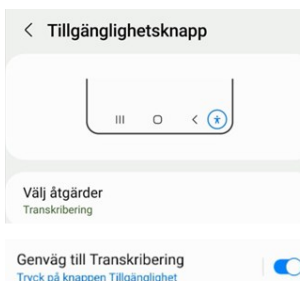 Tillgänglighetsknapp
Välj åtgärder
Transkribering
Genväg till Transkribering
Tryck på knappen Tillgänglighet